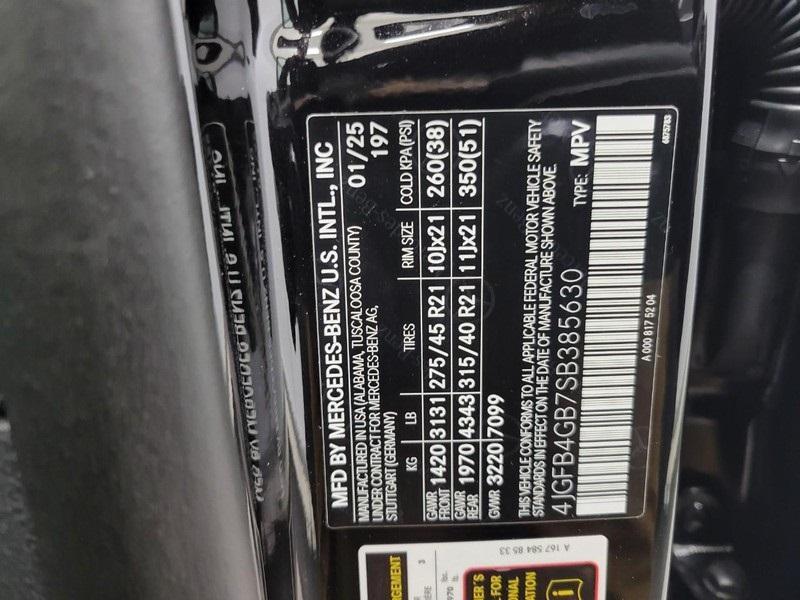 MFD BY MERCEDES-BENZ U.S. INTL., INC
MANUFACTURED IN USA (ALABAMA, TUSCALOOSA COUNTY)
UNDER CONTRACT FOR MERCEDES-BENZ AG,
STUTTGART (GERMANY)
01/25
197
KG LB TIRES RIM SIZE COLD KPA (PSI)
GAWR FRONT 1420 3131 275/45 R21 10Jx21 260(38)
GAWR REAR 1970 4343 315/40 R21 11Jx21 350(51)
GVWR 3220 7099
THIS VEHICLE CONFORMS TO ALL APPLICABLE FEDERAL MOTOR VEHICLE SAFETY
STANDARDS IN EFFECT ON THE DATE OF MANUFACTURE SHOWN ABOVE.
4JGFB4GB7SB385630 TYPE: MPV
A 000 817 52 04
6875783
A 167 584 85 33